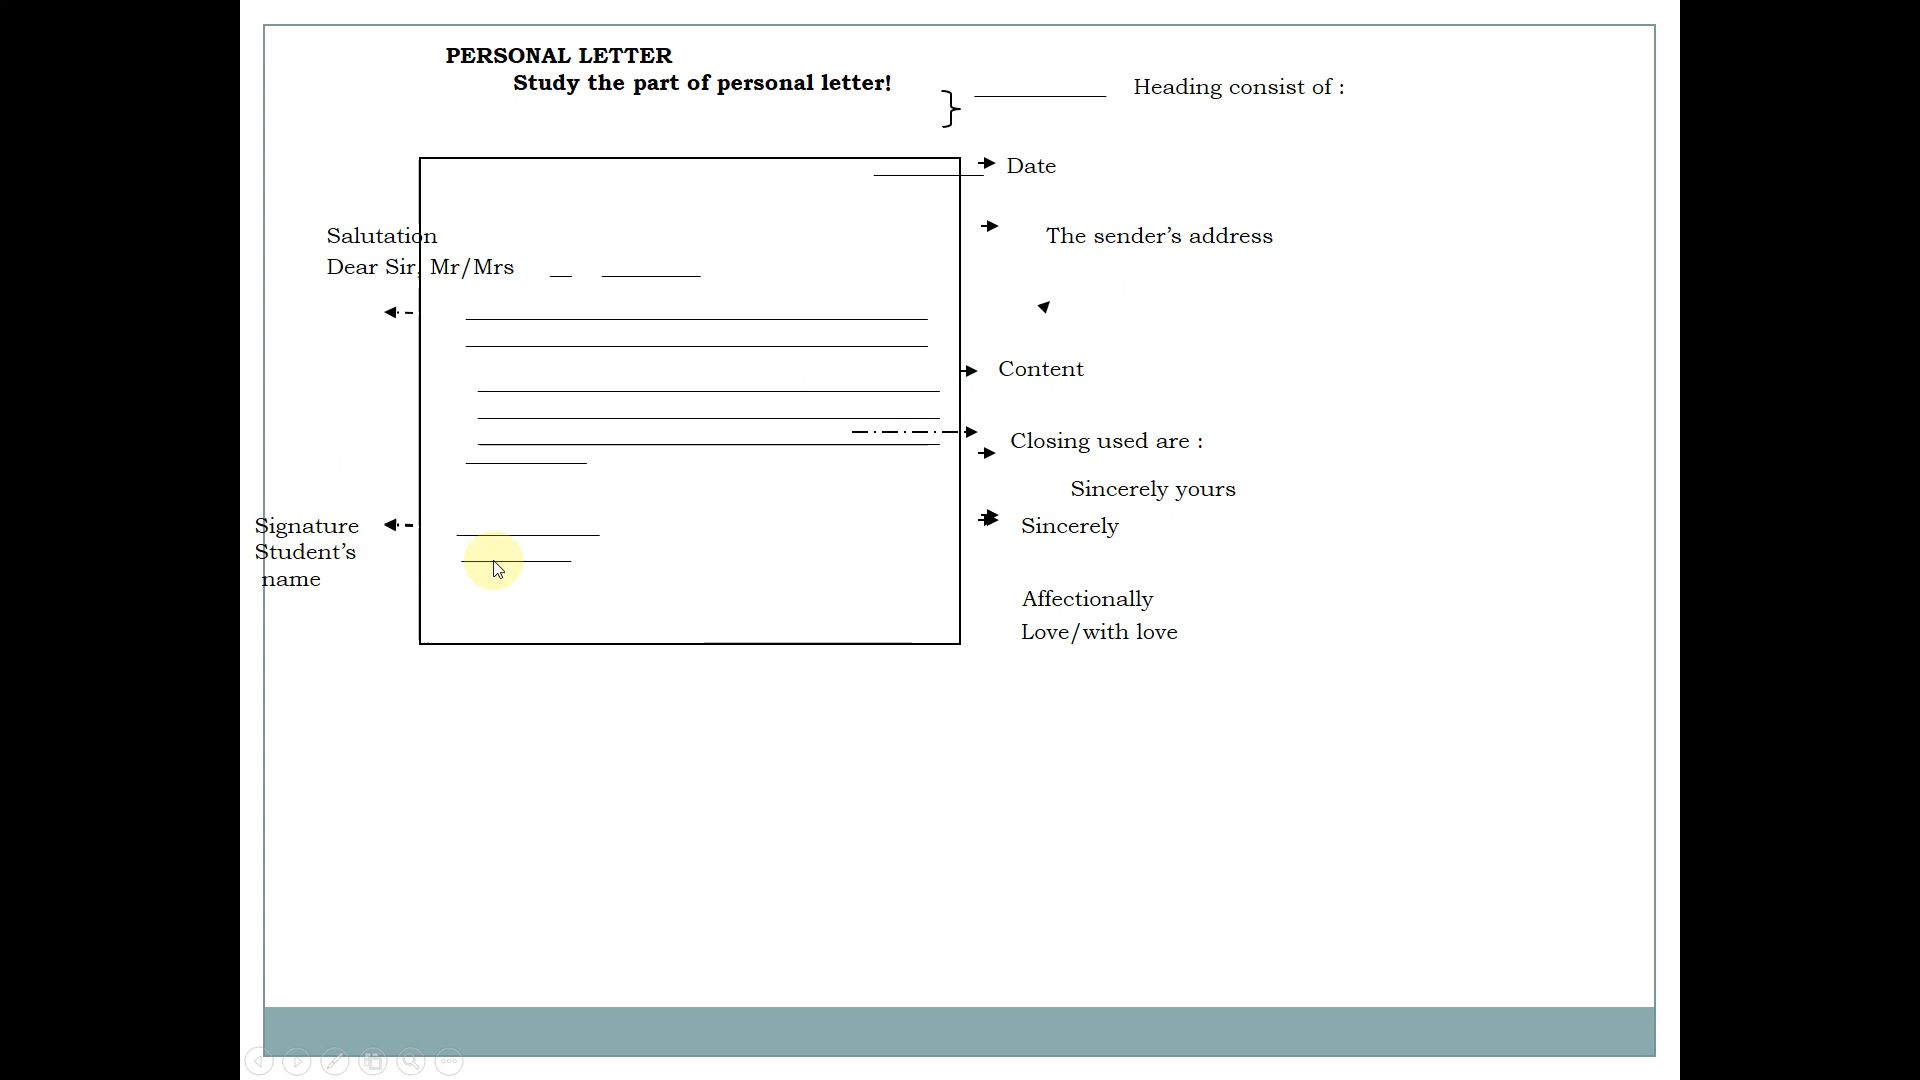 PERSONAL LETTER
Study the part of personal letter!
Heading consist of :
Date
Salutation
The sender's address
Dear Sir, Mr/Mrs
Content
Closing used are :
Sincerely yours
Signature
Sincerely
Student's
name
Affectionally
Love/with love